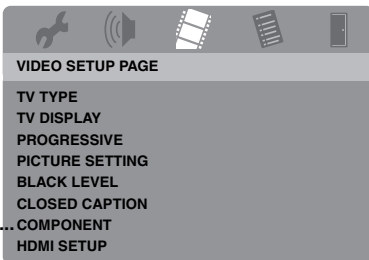 VIDEO SETUP PAGE
TV TYPE
TV DISPLAY
PROGRESSIVE
PICTURE SETTING
BLACK LEVEL
CLOSED CAPTION
...COMPONENT
HDMI SETUP